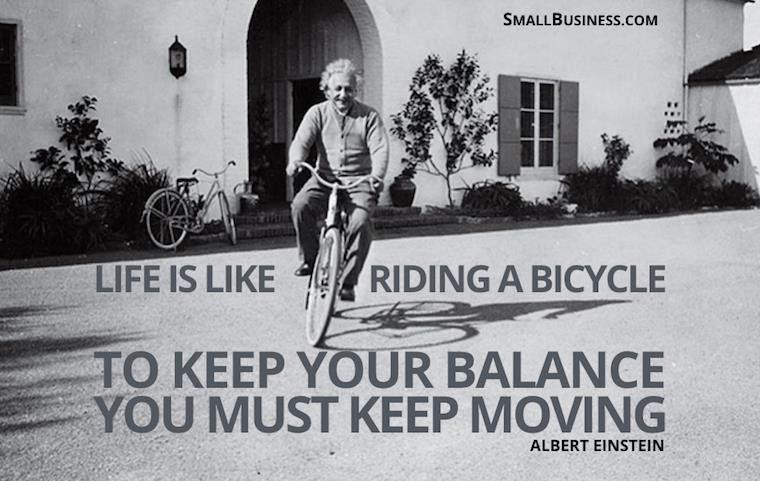 SmallBusiness.com
LIFE IS LIKE RIDING A BICYCLE
TO KEEP YOUR BALANCE
YOU MUST KEEP MOVING
ALBERT EINSTEIN